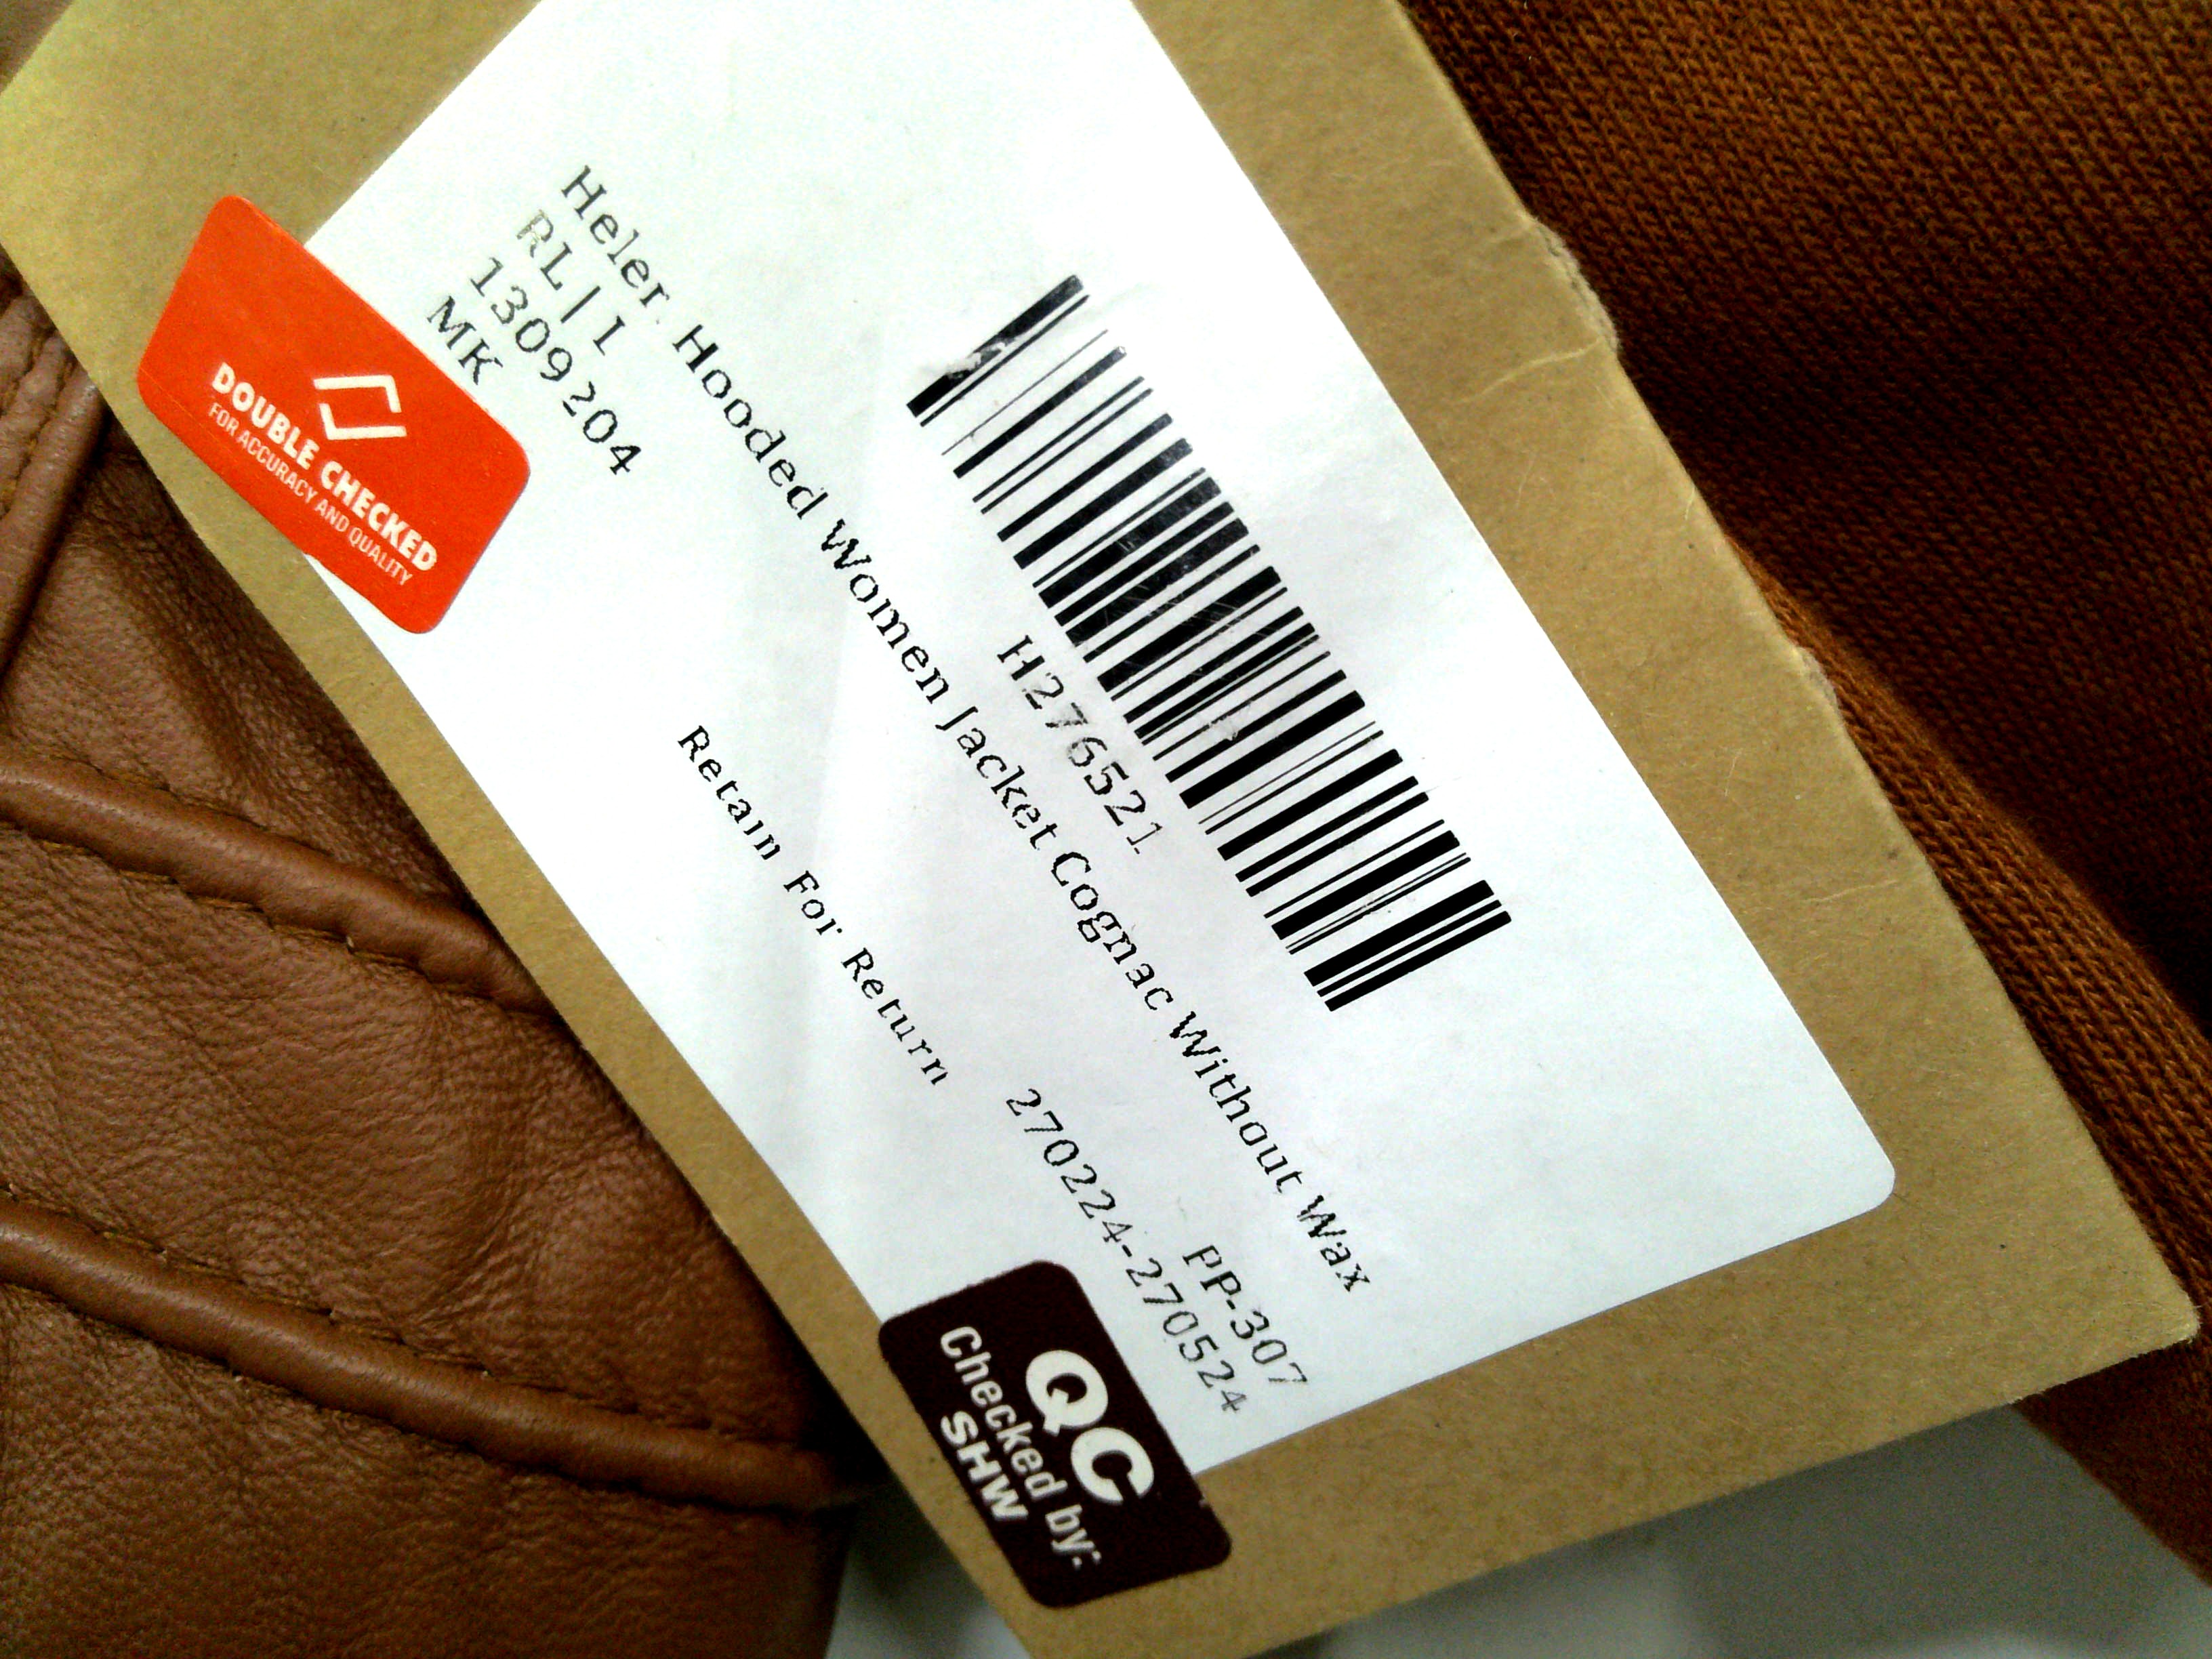 H276521
Heler Hooded Women Jacket Cognac Without Wax
RL/L
PP-307
1309204
270224-270524
MK
Retain For Return
DOUBLE CHECKED
FOR ACCURACY AND QUALITY
QC
Checked by:
SHW